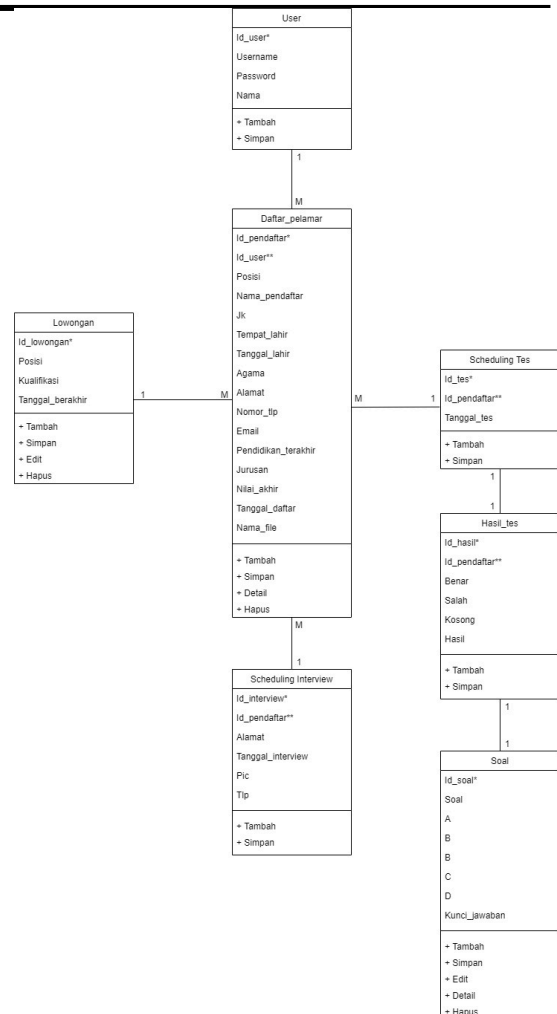 User
Id_user*
Username
Password
Nama
+ Tambah
+ Simpan
1
M
Daftar_pelamar
Id_pendaftar*
Id_user**
Posisi
Nama_pendaftar
Jk
Tempat_lahir
Tanggal_lahir
Agama
Alamat
Nomor_tlp
Email
Pendidikan_terakhir
Jurusan
Nilai_akhir
Tanggal_daftar
Nama_file
+ Tambah
+ Simpan
+ Detail
+ Hapus
Lowongan
Id_lowongan*
Posisi
Kualifikasi
Tanggal_berakhir
+ Tambah
+ Simpan
+ Edit
+ Hapus
1
M
M
1
Scheduling Tes
Id_tes*
Id_pendaftar**
Tanggal_tes
+ Tambah
+ Simpan
1
1
Hasil_tes
Id_hasil*
Id_pendaftar**
Benar
Salah
Kosong
Hasil
+ Tambah
+ Simpan
M
1
Scheduling Interview
Id_interview*
Id_pendaftar**
Alamat
Tanggal_interview
Pic
Tlp
+ Tambah
+ Simpan
1
1
Soal
Id_soal*
Soal
A
B
B
C
D
Kunci_jawaban
+ Tambah
+ Simpan
+ Edit
+ Detail
+ Hapus